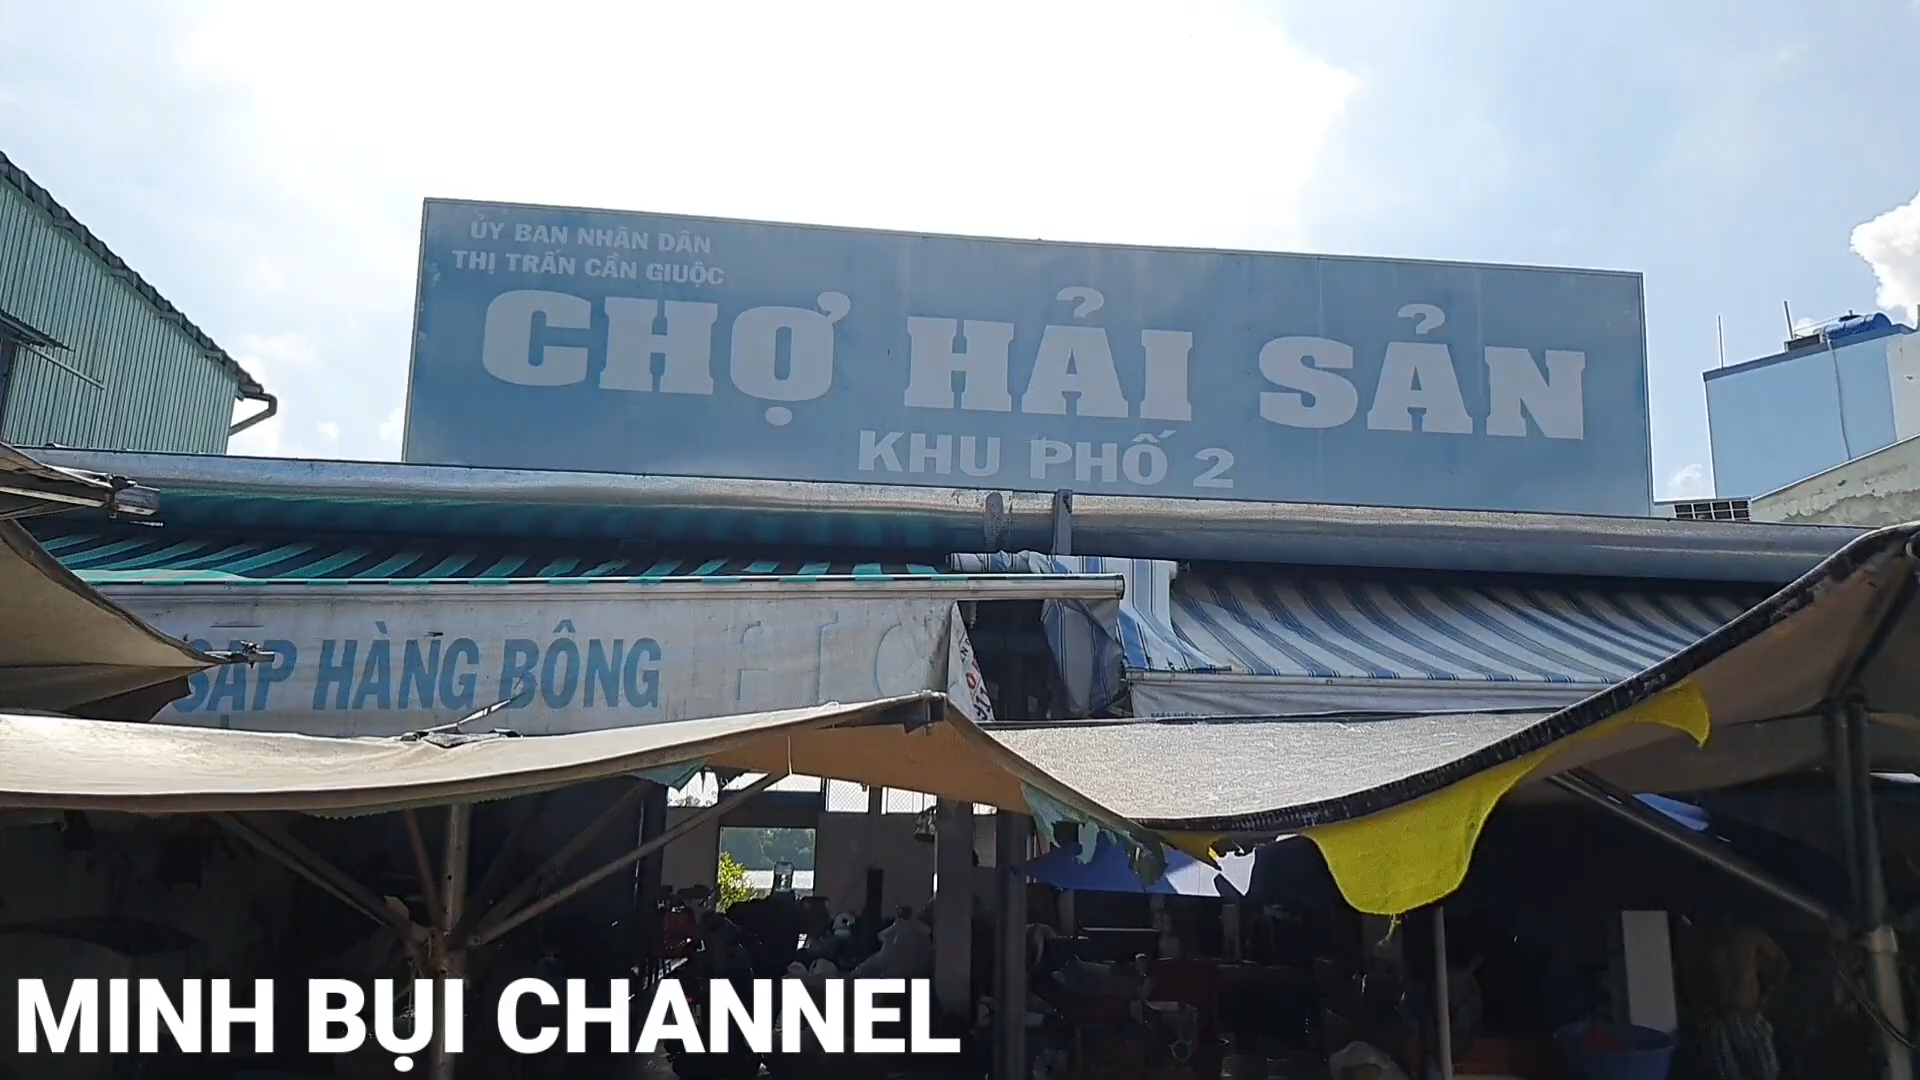 ỦY BAN NHÂN DÂN
THỊ TRẤN CẦN GIUỘC
CHỢ HẢI SẢN
KHU PHỐ 2
SẠP HÀNG BÔNG
MINH BỤI CHANNEL